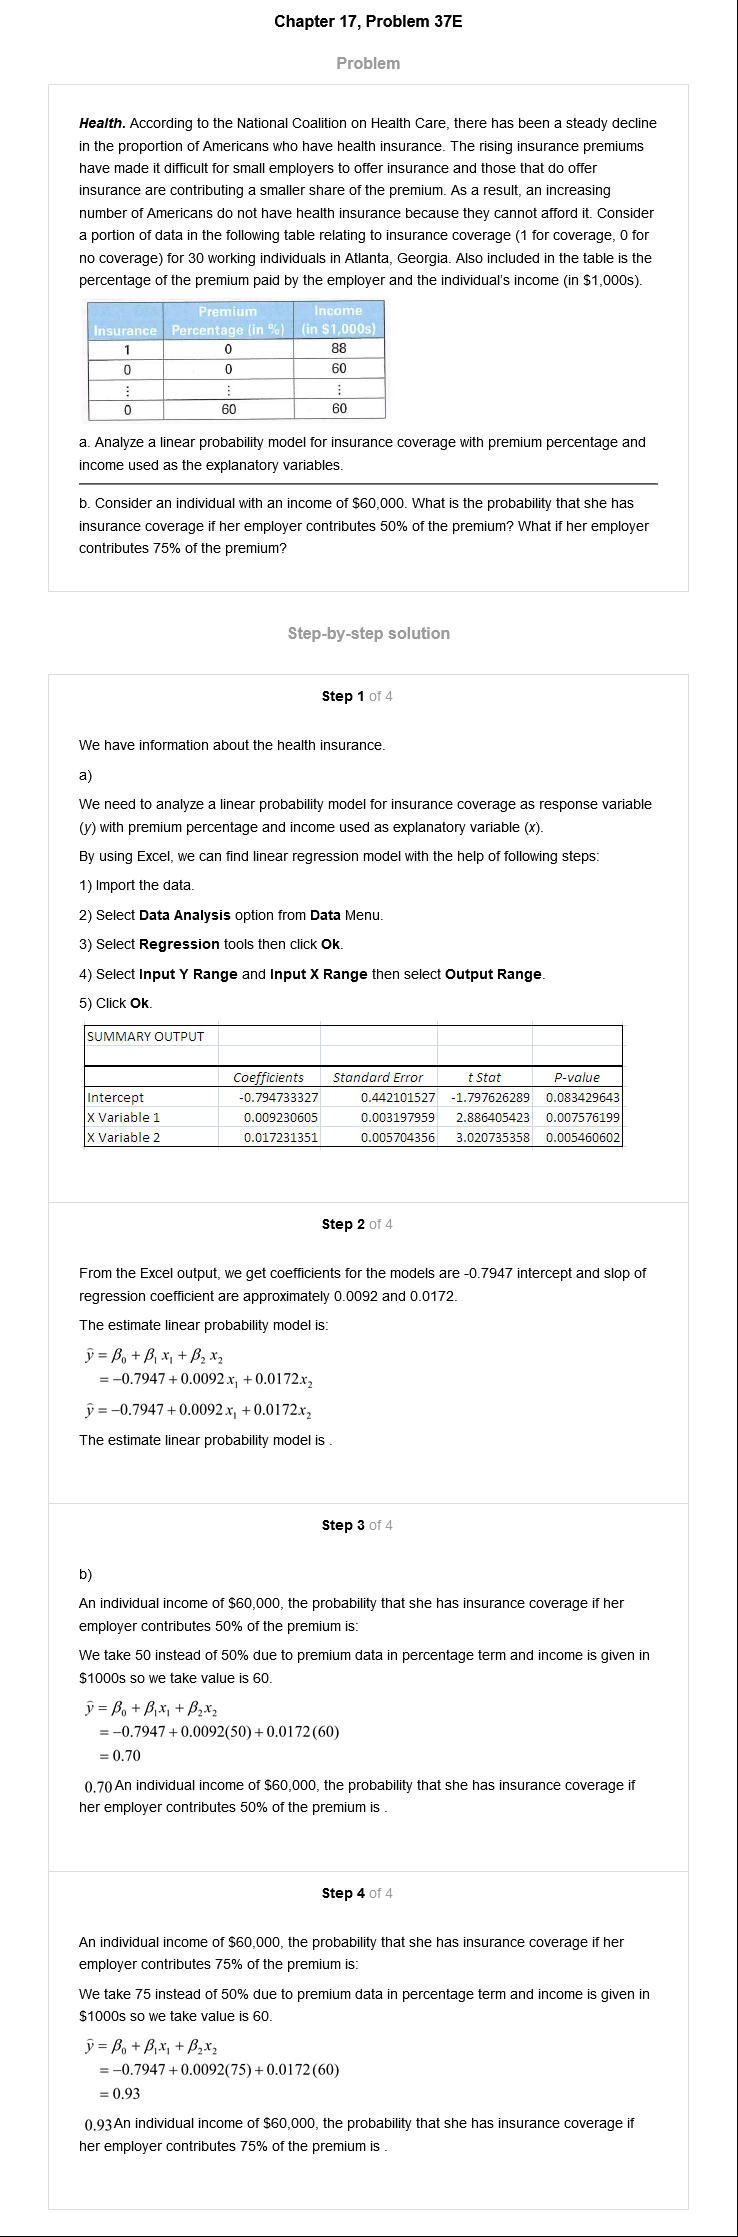 Chapter 17, Problem 37E
Problem
Health. According to the National Coalition on Health Care, there has been a steady decline
in the proportion of Americans who have health insurance. The rising insurance premiums
have made it difficult for small employers to offer insurance and those that do offer
insurance are contributing a smaller share of the premium. As a result, an increasing
number of Americans do not have health insurance because they cannot afford it. Consider
a portion of data in the following table relating to insurance coverage (1 for coverage, 0 for
no coverage) for 30 working individuals in Atlanta, Georgia. Also included in the table is the
percentage of the premium paid by the employer and the individual's income (in $1,000s).
Premium Income
Insurance Percentage (in %) (in $1,000s)
1 0 88
0 0 60
⋮ ⋮ ⋮
0 60 60
a. Analyze a linear probability model for insurance coverage with premium percentage and
income used as the explanatory variables.
b. Consider an individual with an income of $60,000. What is the probability that she has
insurance coverage if her employer contributes 50% of the premium? What if her employer
contributes 75% of the premium?
Step-by-step solution
Step 1 of 4
We have information about the health insurance.
a)
We need to analyze a linear probability model for insurance coverage as response variable
(y) with premium percentage and income used as explanatory variable (x).
By using Excel, we can find linear regression model with the help of following steps:
1) Import the data.
2) Select Data Analysis option from Data Menu.
3) Select Regression tools then click Ok.
4) Select Input Y Range and Input X Range then select Output Range.
5) Click Ok.
SUMMARY OUTPUT
Coefficients Standard Error t Stat P-value
Intercept -0.794733327 0.442101527 -1.797626289 0.083429643
X Variable 1 0.009230605 0.003197959 2.886405423 0.007576199
X Variable 2 0.017231351 0.005704356 3.020735358 0.005460602
Step 2 of 4
From the Excel output, we get coefficients for the models are -0.7947 intercept and slop of
regression coefficient are approximately 0.0092 and 0.0172.
The estimate linear probability model is:
ŷ = β₀ + β₁ x₁ + β₂ x₂
= −0.7947 + 0.0092 x₁ + 0.0172x₂
ŷ = −0.7947 + 0.0092 x₁ + 0.0172x₂
The estimate linear probability model is .
Step 3 of 4
b)
An individual income of $60,000, the probability that she has insurance coverage if her
employer contributes 50% of the premium is:
We take 50 instead of 50% due to premium data in percentage term and income is given in
$1000s so we take value is 60.
ŷ = β₀ + β₁x₁ + β₂x₂
= −0.7947 + 0.0092(50) + 0.0172(60)
= 0.70
0.70 An individual income of $60,000, the probability that she has insurance coverage if
her employer contributes 50% of the premium is .
Step 4 of 4
An individual income of $60,000, the probability that she has insurance coverage if her
employer contributes 75% of the premium is:
We take 75 instead of 50% due to premium data in percentage term and income is given in
$1000s so we take value is 60.
ŷ = β₀ + β₁x₁ + β₂x₂
= −0.7947 + 0.0092(75) + 0.0172(60)
= 0.93
0.93 An individual income of $60,000, the probability that she has insurance coverage if
her employer contributes 75% of the premium is .